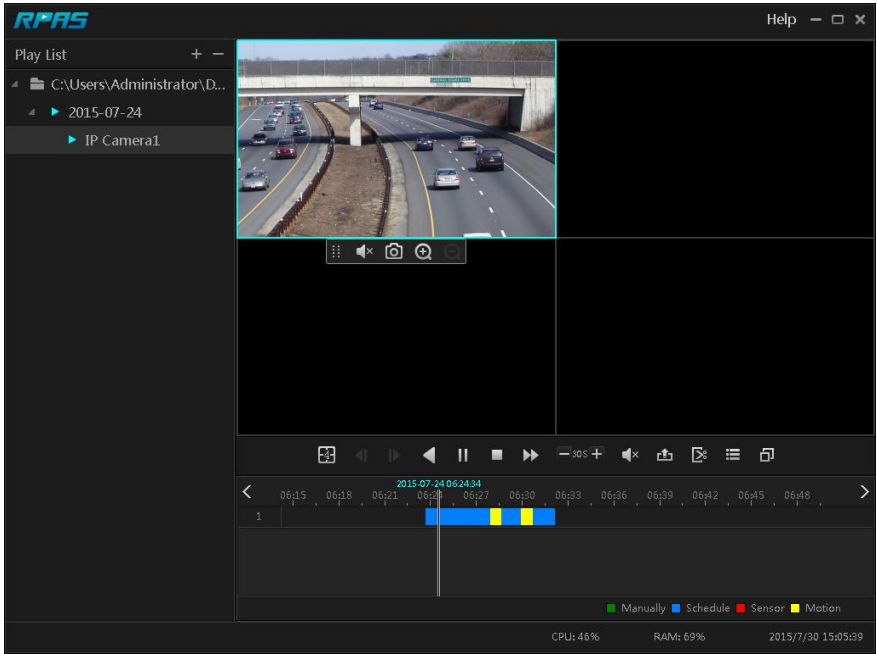 RPAS
Help
Play List
C:\Users\Administrator\D...
2015-07-24
IP Camera1
4
30S
2015-07-24 06:24:34
06:15 06:18 06:21 06:24 06:27 06:30 06:33 06:36 06:39 06:42 06:45 06:48
1
Manually Schedule Sensor Motion
CPU: 46% RAM: 69% 2015/7/30 15:05:39